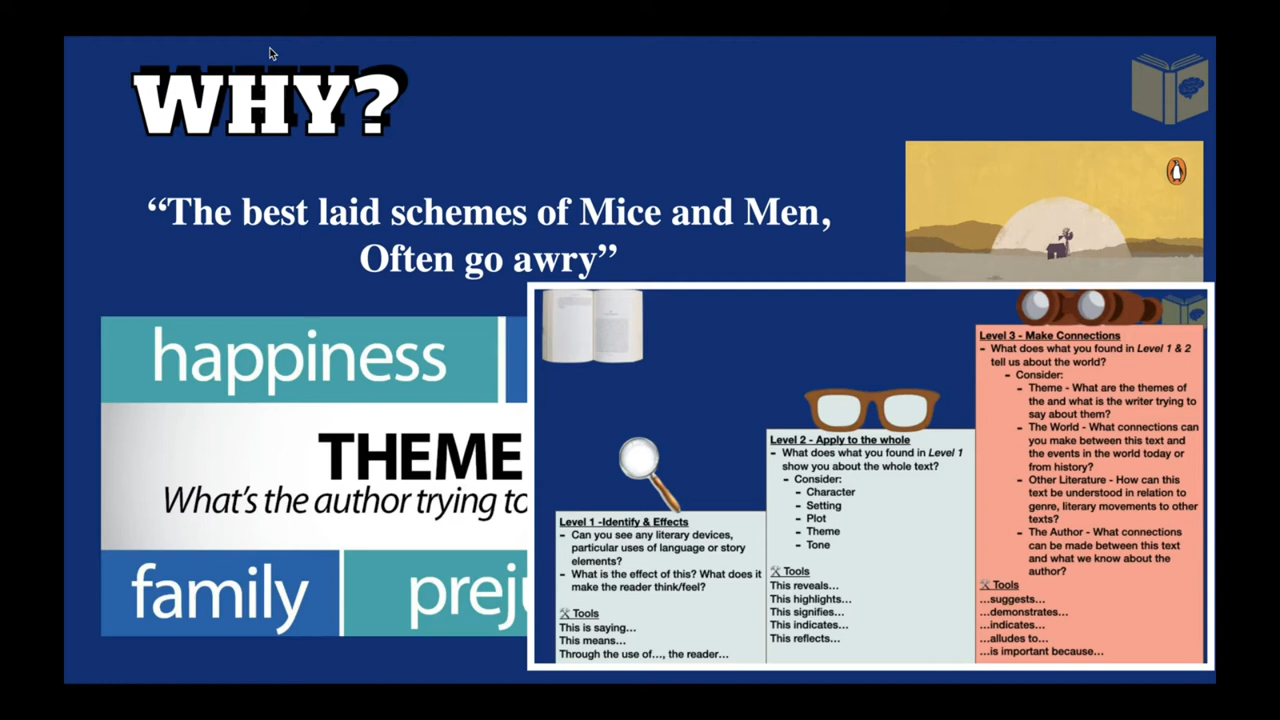 WHY?
“The best laid schemes of Mice and Men,
Often go awry”
happiness
THEME
What's the author trying to
family
Level 1 -Identify & Effects
- Can you see any literary devices,
particular uses of language or story
elements?
- What is the effect of this? What does it
make the reader think/feel?
Tools
This is saying...
This means...
Through the use of..., the reader...
Level 2 - Apply to the whole
- What does what you found in Level 1
show you about the whole text?
- Consider:
- Character
- Setting
- Plot
- Theme
- Tone
Tools
This reveals...
This highlights...
This signifies...
This indicates...
This reflects...
Level 3 - Make Connections
- What does what you found in Level 1 & 2
tell us about the world?
- Consider:
- Theme - What are the themes of
the and what is the writer trying to
say about them?
- The World - What connections can
you make between this text and
the events in the world today or
from history?
- Other Literature - How can this
text be understood in relation to
genre, literary movements to other
texts?
- The Author - What connections
can be made between this text
and what we know about the
author?
Tools
...suggests...
...demonstrates...
...indicates...
...alludes to...
...is important because...